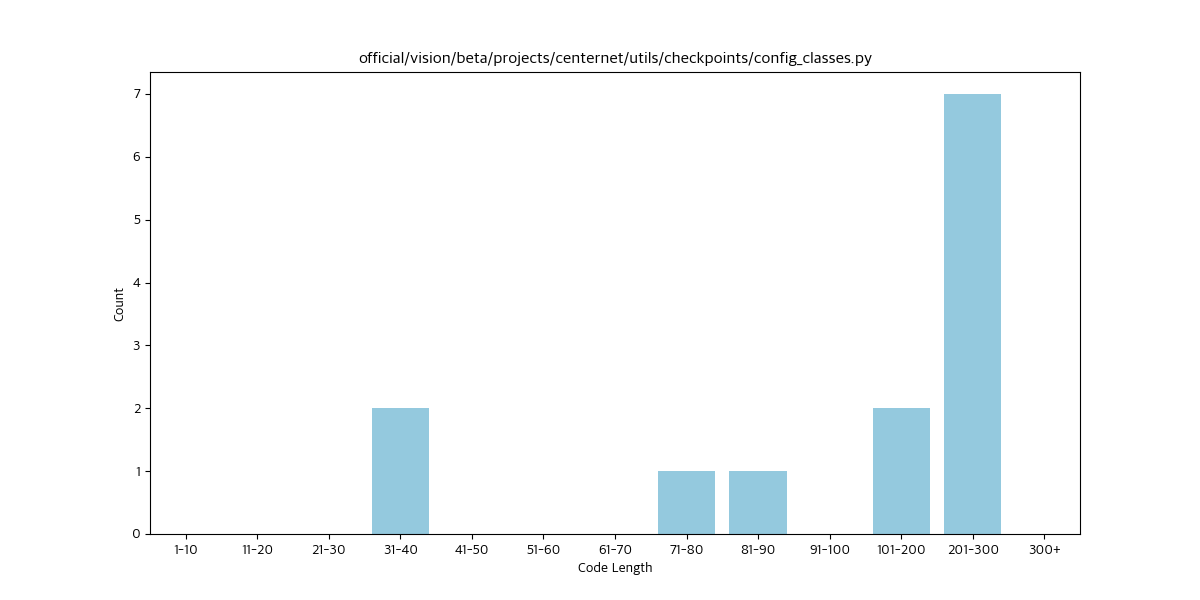 official/vision/beta/projects/centernet/utils/checkpoints/config_classes.py
7
6
5
4
3
2
1
0
Count
1-10 11-20 21-30 31-40 41-50 51-60 61-70 71-80 81-90 91-100 101-200 201-300 300+
Code Length